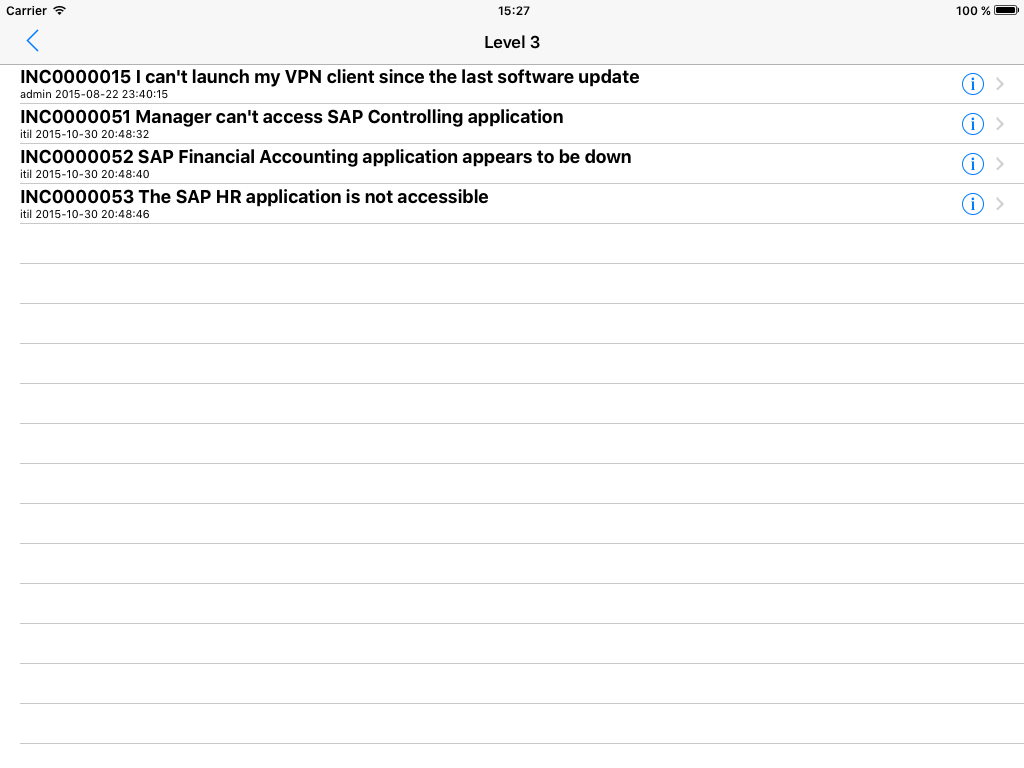 Carrier 15:27 100 %
Level 3
INC0000015 I can't launch my VPN client since the last software update
admin 2015-08-22 23:40:15
INC0000051 Manager can't access SAP Controlling application
itil 2015-10-30 20:48:32
INC0000052 SAP Financial Accounting application appears to be down
itil 2015-10-30 20:48:40
INC0000053 The SAP HR application is not accessible
itil 2015-10-30 20:48:46